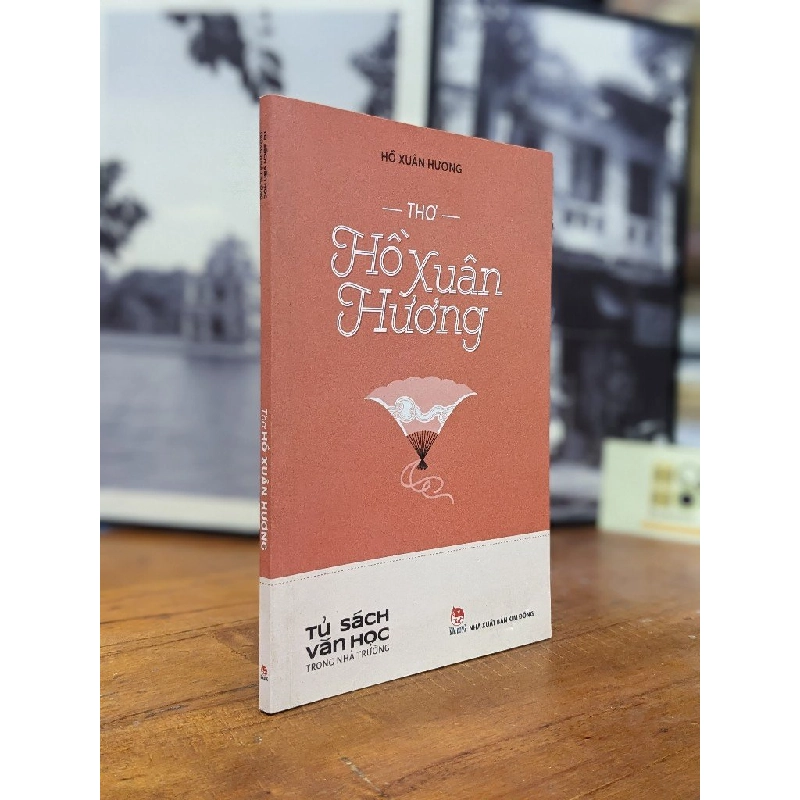 HỒ XUÂN HƯƠNG
THƠ
Hồ Xuân
Hương
TỦ SÁCH
VĂN HỌC
TRONG NHÀ TRƯỜNG
NHÀ XUẤT BẢN KIM ĐỒNG
Thơ HỒ XUÂN HƯƠNG